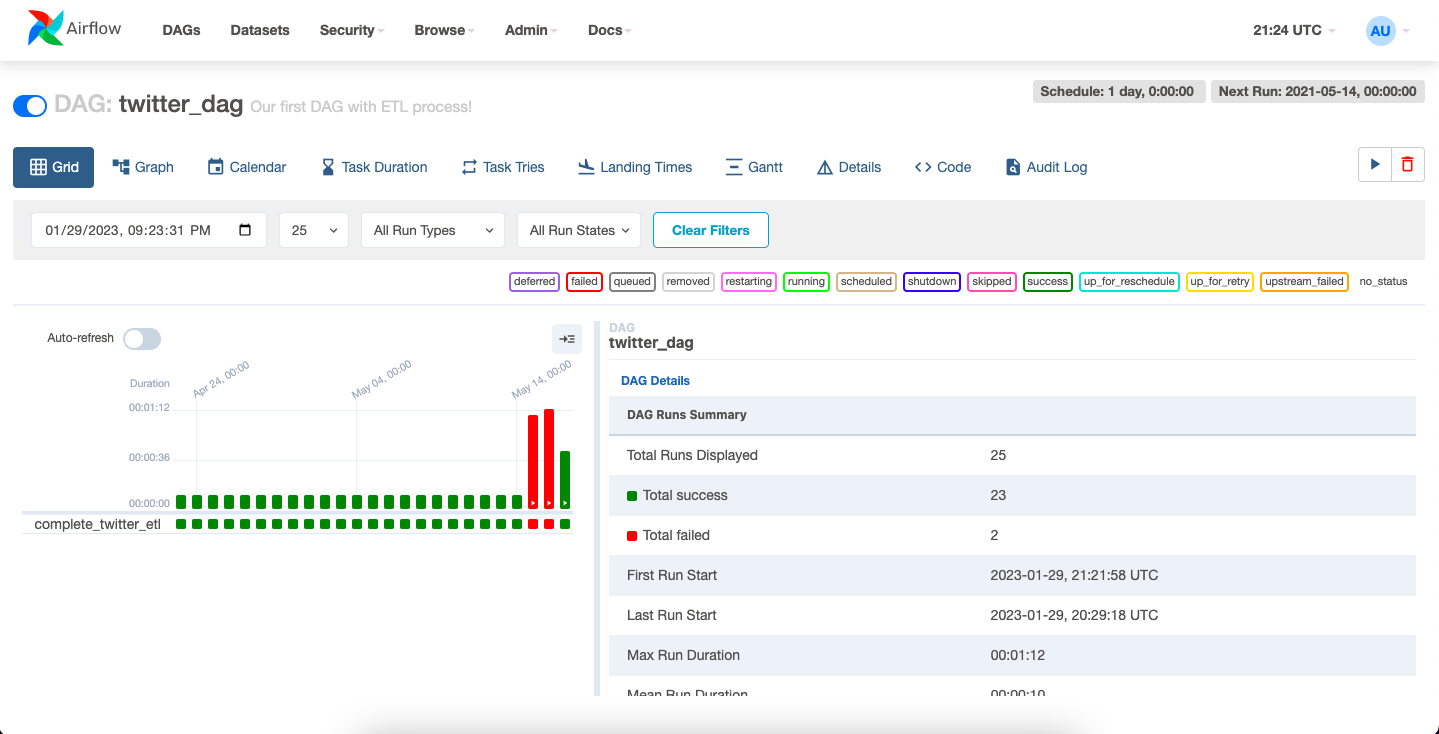 Airflow DAGs Datasets Security Browse Admin Docs 21:24 UTC AU
DAG: twitter_dag Our first DAG with ETL process!
Schedule: 1 day, 0:00:00 Next Run: 2021-05-14, 00:00:00
Grid Graph Calendar Task Duration Task Tries Landing Times Gantt Details Code Audit Log
01/29/2023, 09:23:31 PM 25 All Run Types All Run States Clear Filters
deferred failed queued removed restarting running scheduled shutdown skipped success up_for_reschedule up_for_retry upstream_failed no_status
Auto-refresh
Duration
Apr 24, 00:00 May 04, 00:00 May 14, 00:00
00:01:12
00:00:36
00:00:00
complete_twitter_etl
DAG
twitter_dag
DAG Details
DAG Runs Summary
Total Runs Displayed 25
Total success 23
Total failed 2
First Run Start 2023-01-29, 21:21:58 UTC
Last Run Start 2023-01-29, 20:29:18 UTC
Max Run Duration 00:01:12
Mean Run Duration 00:00:10